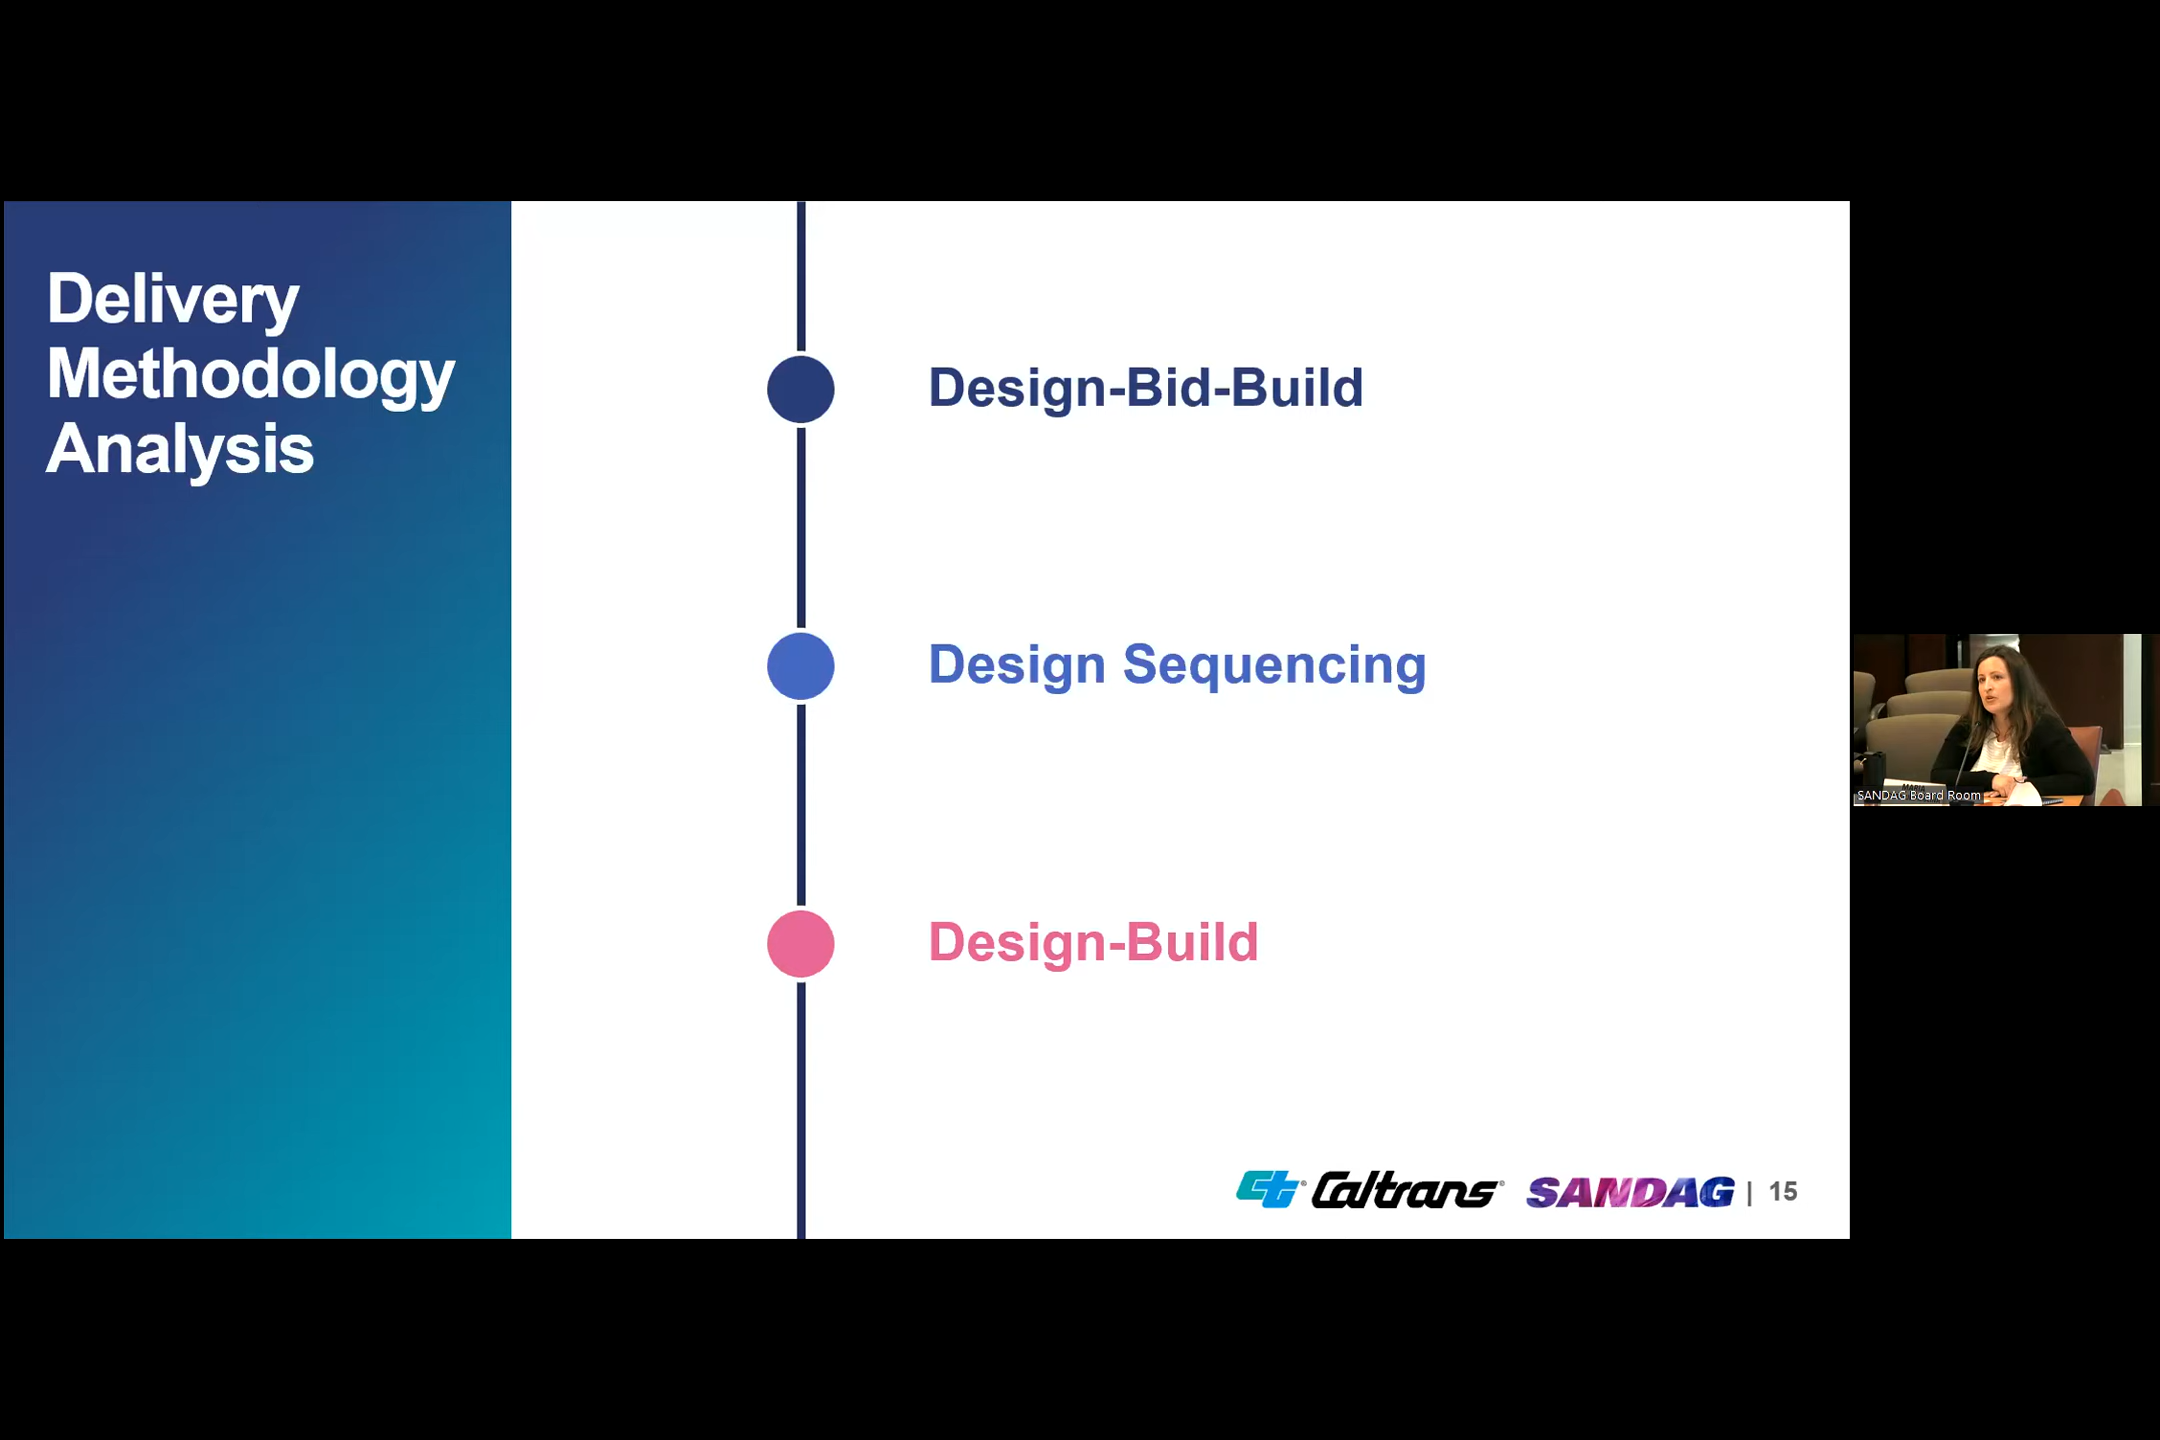 Delivery
Methodology
Analysis
Design-Bid-Build
Design Sequencing
Design-Build
Caltrans SANDAG | 15
SANDAG Board Room